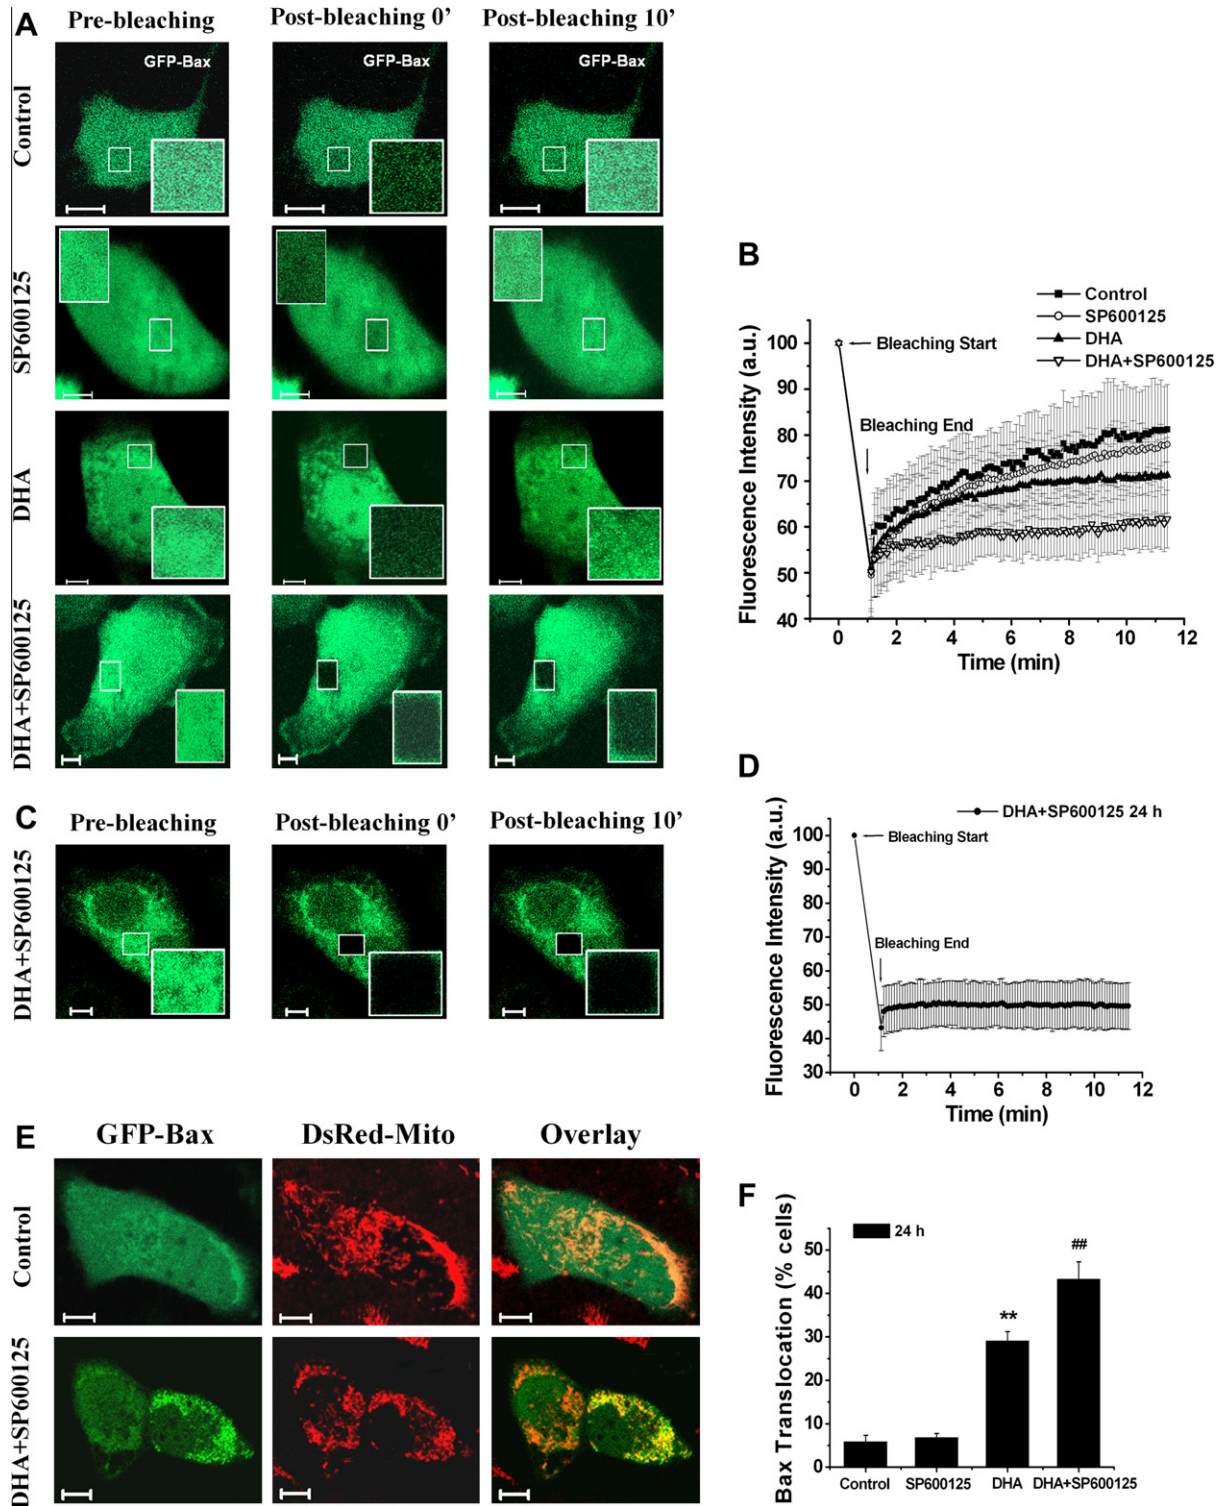 A
Pre-bleaching
Post-bleaching 0’
Post-bleaching 10’
Control
GFP-Bax
GFP-Bax
GFP-Bax
SP600125
DHA
DHA+SP600125
B
Control
SP600125
DHA
DHA+SP600125
Bleaching Start
Bleaching End
Fluorescence Intensity (a.u.)
100
90
80
70
60
50
40
0 2 4 6 8 10 12
Time (min)
C
Pre-bleaching
Post-bleaching 0’
Post-bleaching 10’
DHA+SP600125
D
DHA+SP600125 24 h
Bleaching Start
Bleaching End
Fluorescence Intensity (a.u.)
100
90
80
70
60
50
40
30
0 2 4 6 8 10 12
Time (min)
E
GFP-Bax
DsRed-Mito
Overlay
Control
DHA+SP600125
F
24 h
Bax Translocation (% cells)
50
40
30
20
10
0
**
##
Control SP600125 DHA DHA+SP600125